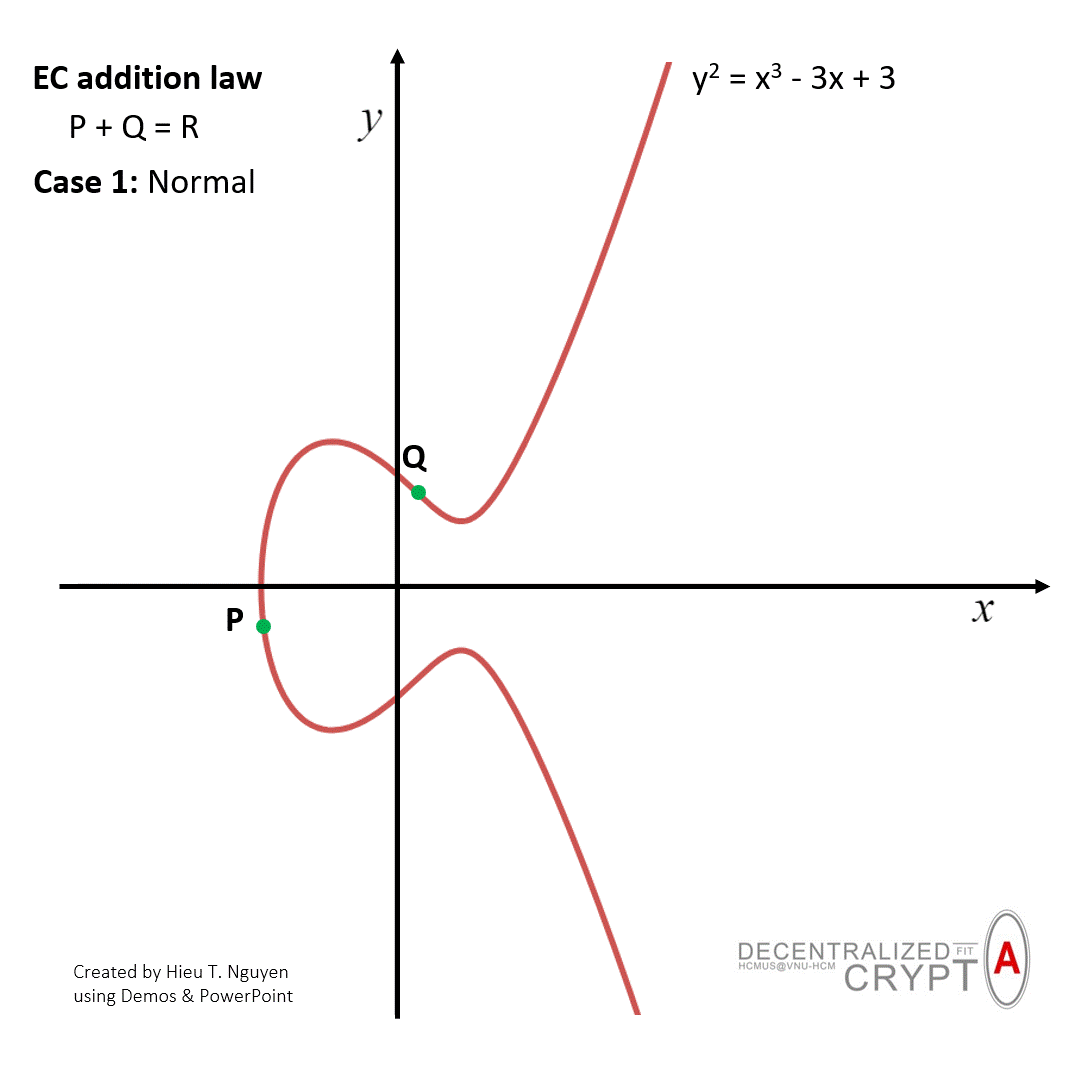 EC addition law
P + Q = R
Case 1: Normal
y
y² = x³ - 3x + 3
Q
P
x
Created by Hieu T. Nguyen
using Demos & PowerPoint
DECENTRALIZED FIT
HCMUS@VNU-HCM
CRYPT A